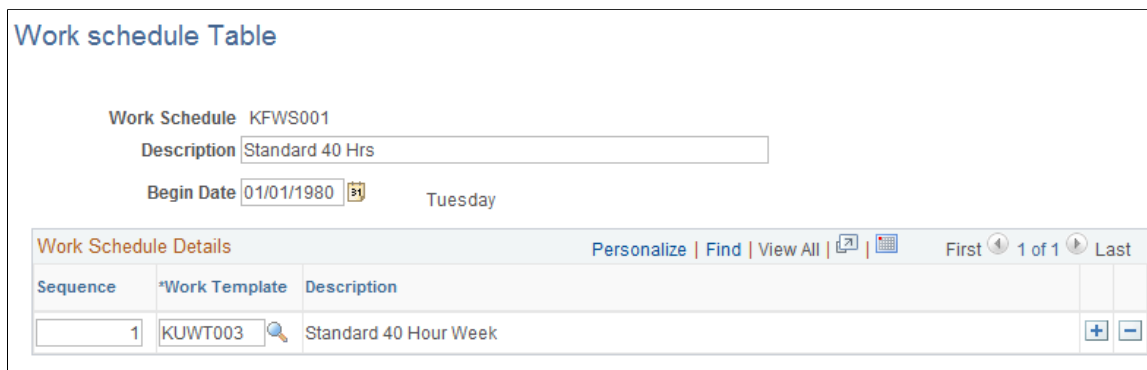 Work schedule Table
Work Schedule KFWS001
Description Standard 40 Hrs
Begin Date 01/01/1980 31 Tuesday
Work Schedule Details Personalize | Find | View All | | First 1 of 1 Last
Sequence *Work Template Description
1 KUWT003 Standard 40 Hour Week + -